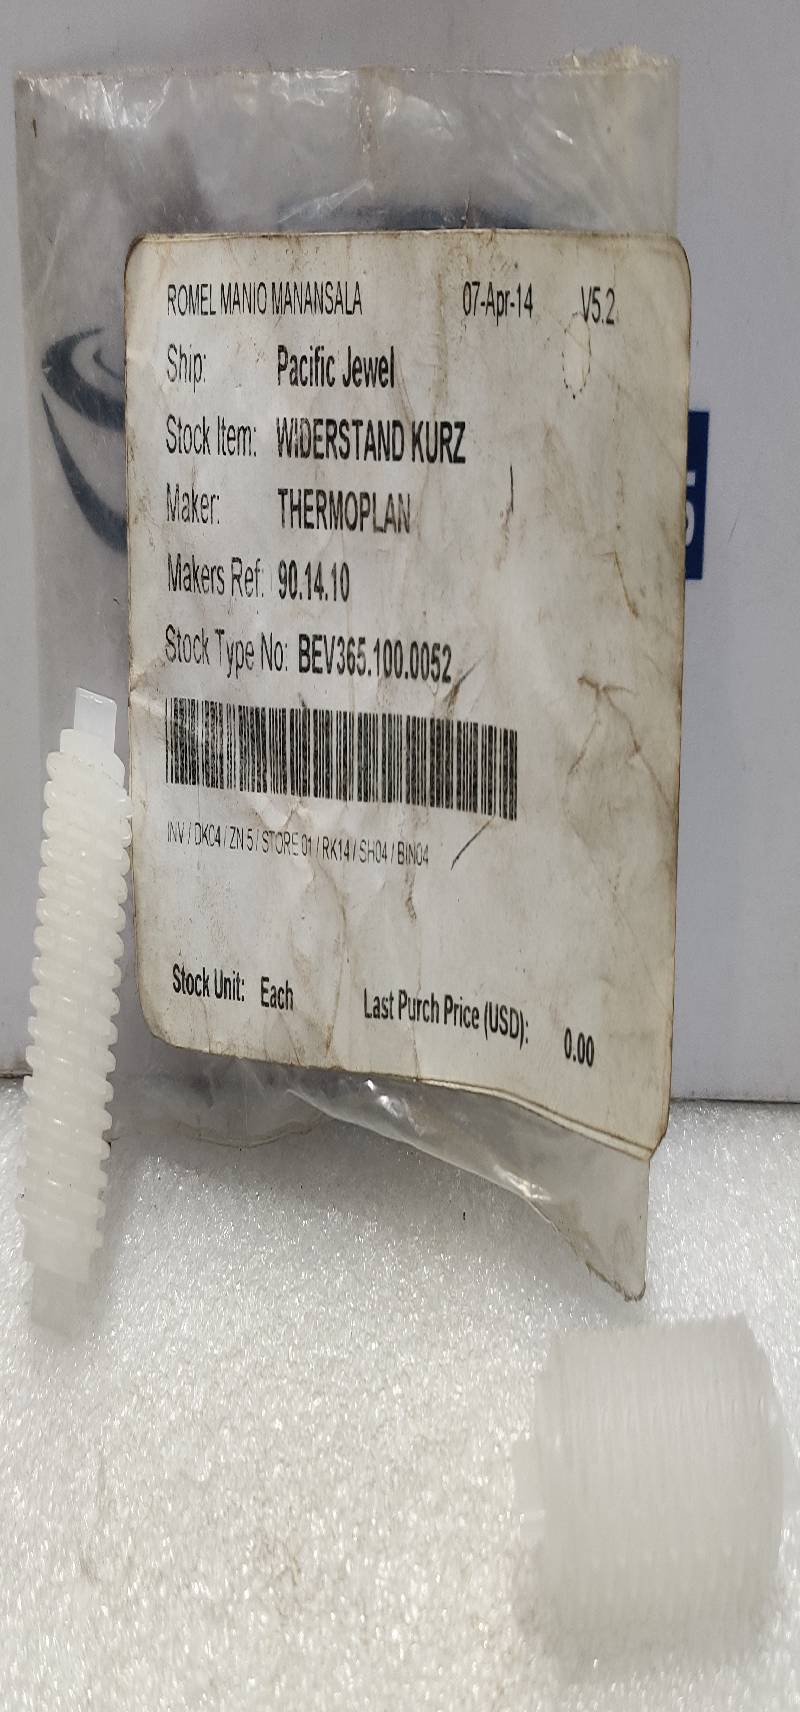 ROMEL MANIO MANANSALA 07-Apr-14 V5.2
Ship: Pacific Jewel
Stock Item: WIDERSTAND KURZ
Maker: THERMOPLAN
Makers Ref: 90.14.10
Stock Type No: BEV365.100.0052
INV / DKC4 / ZN 5 / STORE 01 / RK14 / SH04 / BIN04
Stock Unit: Each Last Purch Price (USD): 0.00